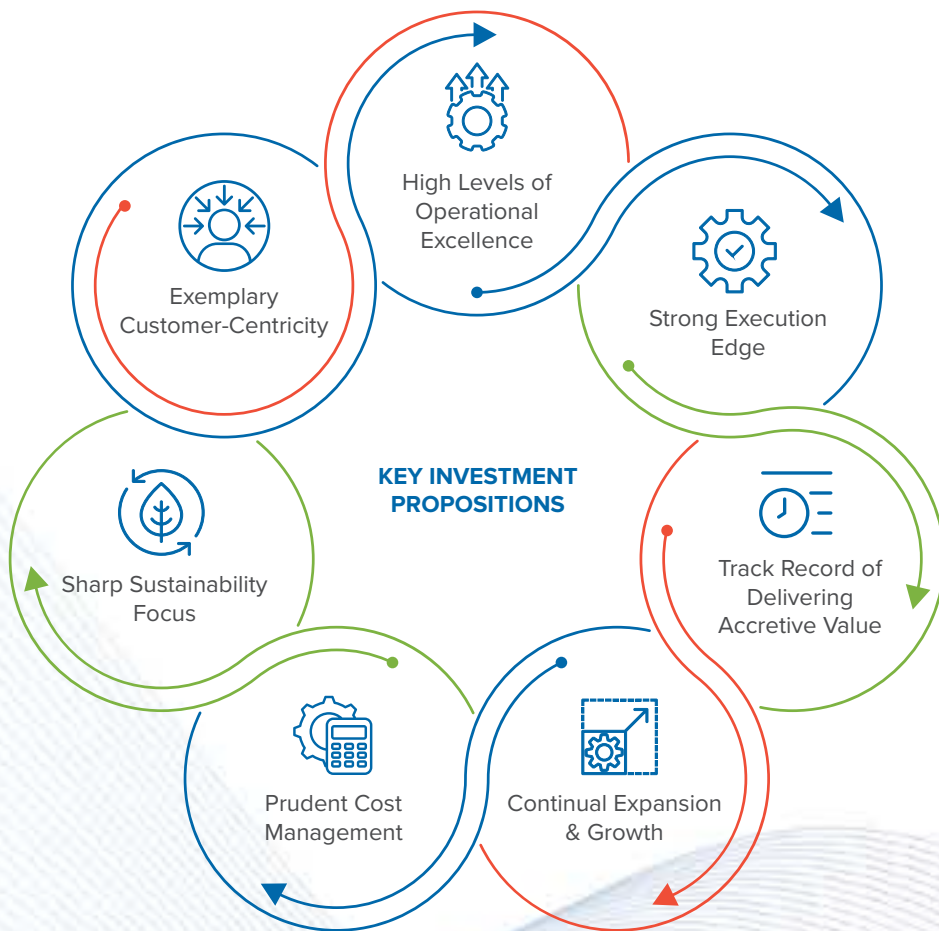 High Levels of
Operational
Excellence
Strong Execution
Edge
Track Record of
Delivering
Accretive Value
Continual Expansion
& Growth
Prudent Cost
Management
Sharp Sustainability
Focus
Exemplary
Customer-Centricity
KEY INVESTMENT
PROPOSITIONS